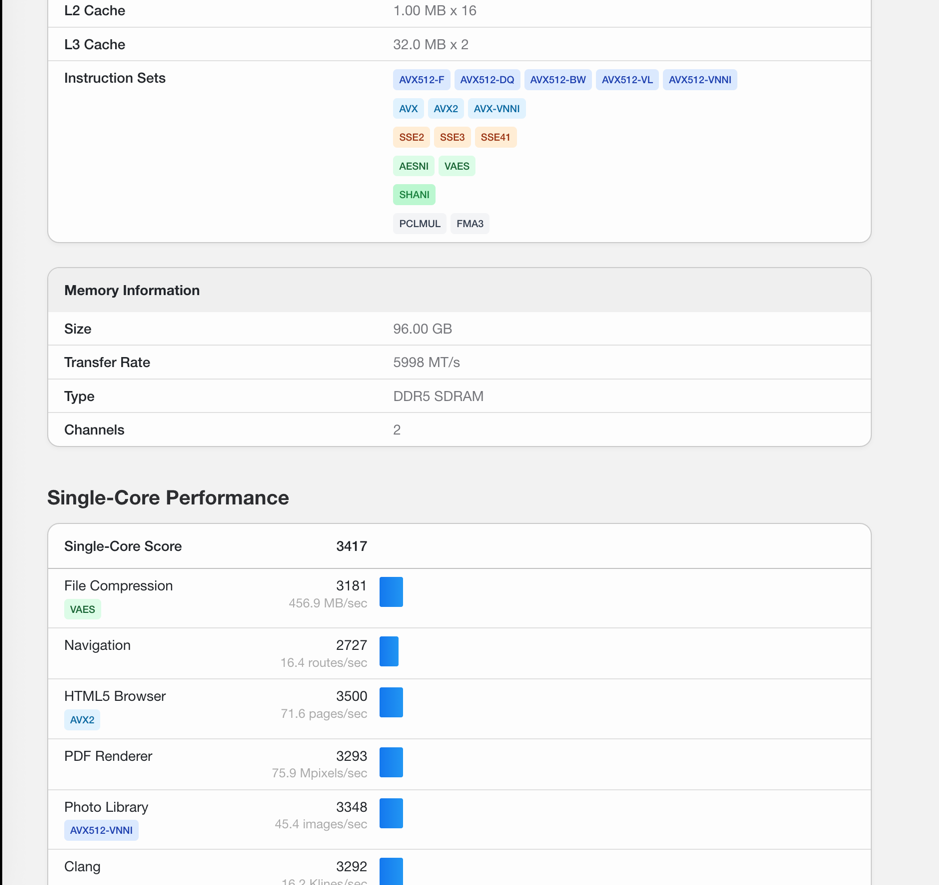 L2 Cache 1.00 MB x 16
L3 Cache 32.0 MB x 2
Instruction Sets AVX512-F AVX512-DQ AVX512-BW AVX512-VL AVX512-VNNI
AVX AVX2 AVX-VNNI
SSE2 SSE3 SSE41
AESNI VAES
SHANI
PCLMUL FMA3
Memory Information
Size 96.00 GB
Transfer Rate 5998 MT/s
Type DDR5 SDRAM
Channels 2
Single-Core Performance
Single-Core Score 3417
File Compression 3181
VAES 456.9 MB/sec
Navigation 2727
16.4 routes/sec
HTML5 Browser 3500
AVX2 71.6 pages/sec
PDF Renderer 3293
75.9 Mpixels/sec
Photo Library 3348
AVX512-VNNI 45.4 images/sec
Clang 3292
16.2 Klines/sec